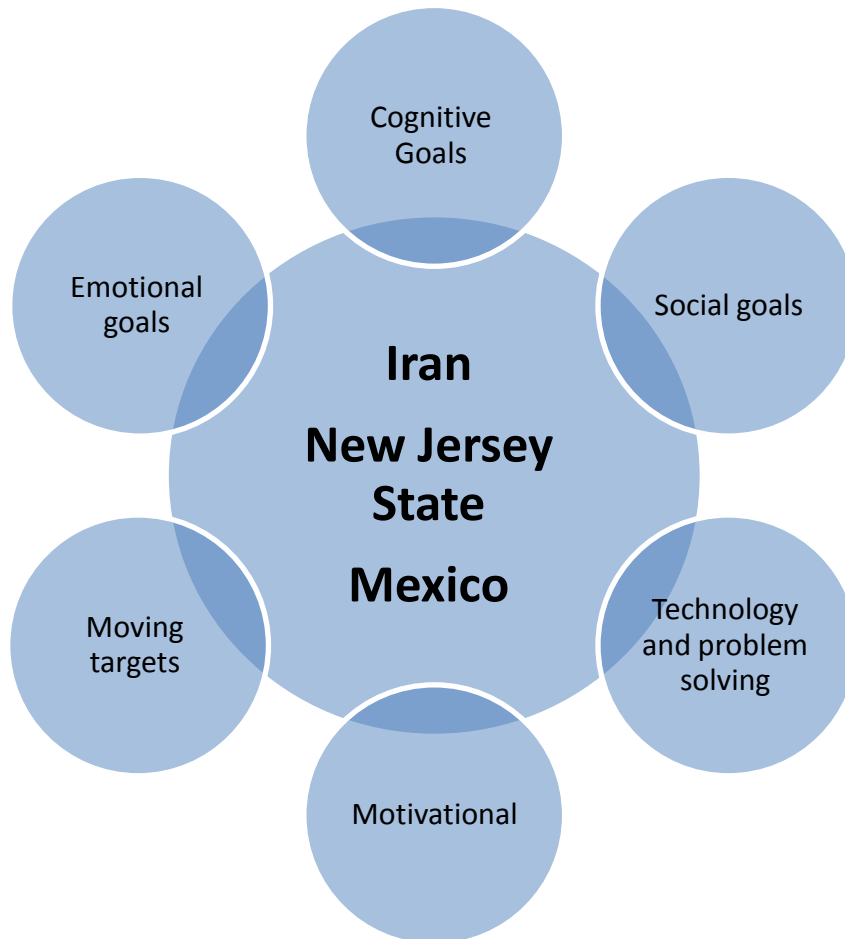 Cognitive
Goals
Emotional
goals
Social goals
Iran
New Jersey
State
Mexico
Moving
targets
Technology
and problem
solving
Motivational